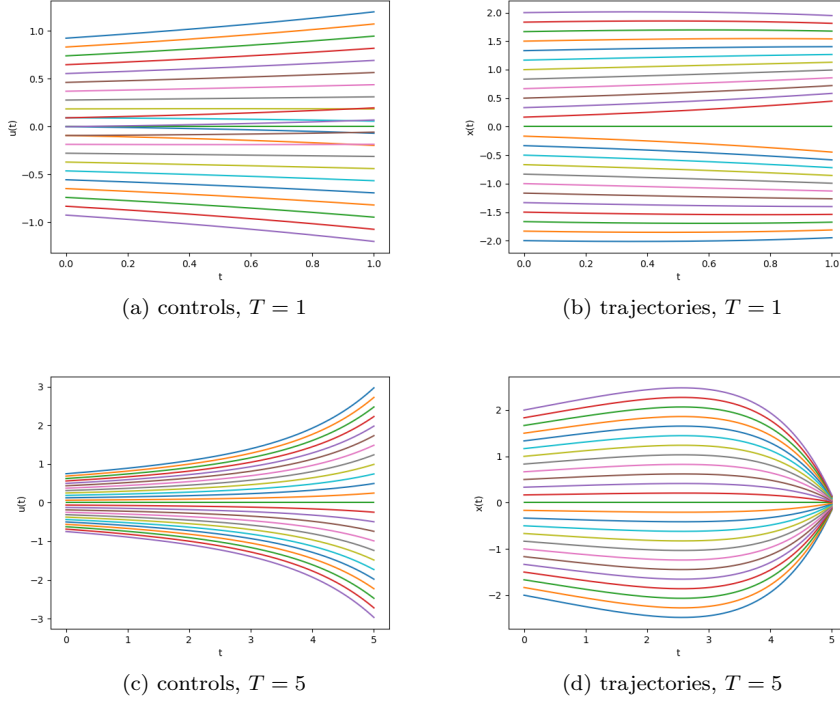 1.0
0.5
0.0
−0.5
−1.0
u(t)
0.0 0.2 0.4 0.6 0.8 1.0
t
(a) controls, T = 1
2.0
1.5
1.0
0.5
0.0
−0.5
−1.0
−1.5
−2.0
x(t)
0.0 0.2 0.4 0.6 0.8 1.0
t
(b) trajectories, T = 1
3
2
1
0
−1
−2
−3
u(t)
0 1 2 3 4 5
t
(c) controls, T = 5
2
1
0
−1
−2
x(t)
0 1 2 3 4 5
t
(d) trajectories, T = 5